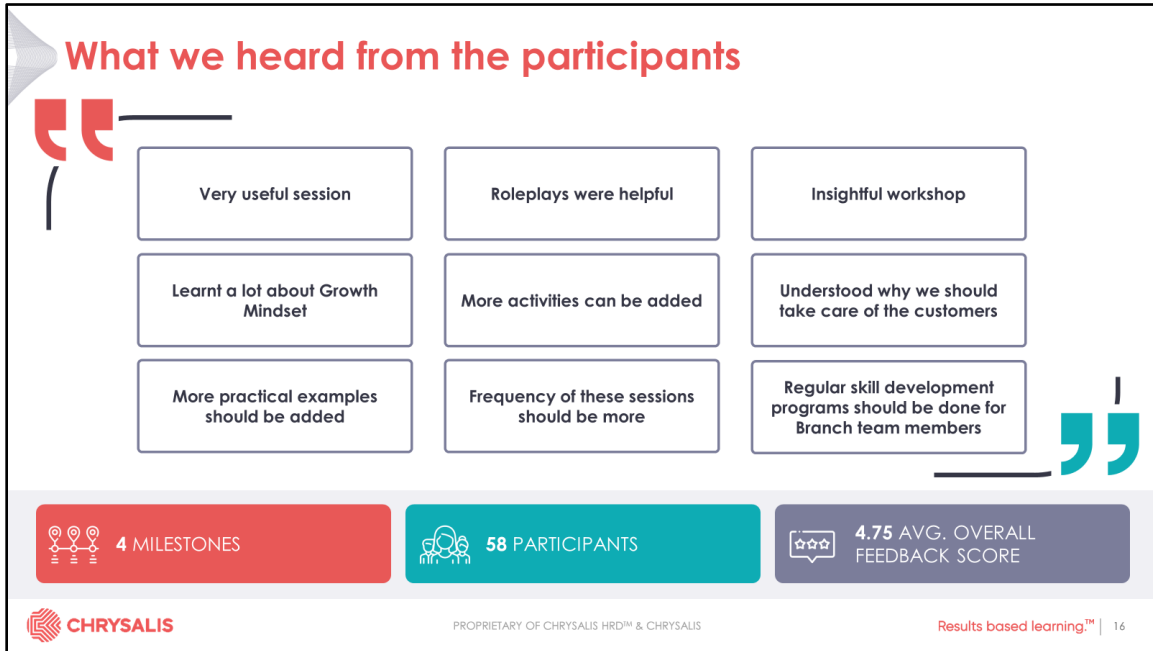 What we heard from the participants
Very useful session
Roleplays were helpful
Insightful workshop
Learnt a lot about Growth
Mindset
More activities can be added
Understood why we should
take care of the customers
More practical examples
should be added
Frequency of these sessions
should be more
Regular skill development
programs should be done for
Branch team members
4 MILESTONES
58 PARTICIPANTS
4.75 AVG. OVERALL
FEEDBACK SCORE
CHRYSALIS
PROPRIETARY OF CHRYSALIS HRD™ & CHRYSALIS
Results based learning.™ | 16